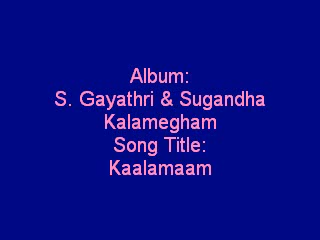 Album:
S. Gayathri & Sugandha
Kalamegham
Song Title:
Kaalamaam